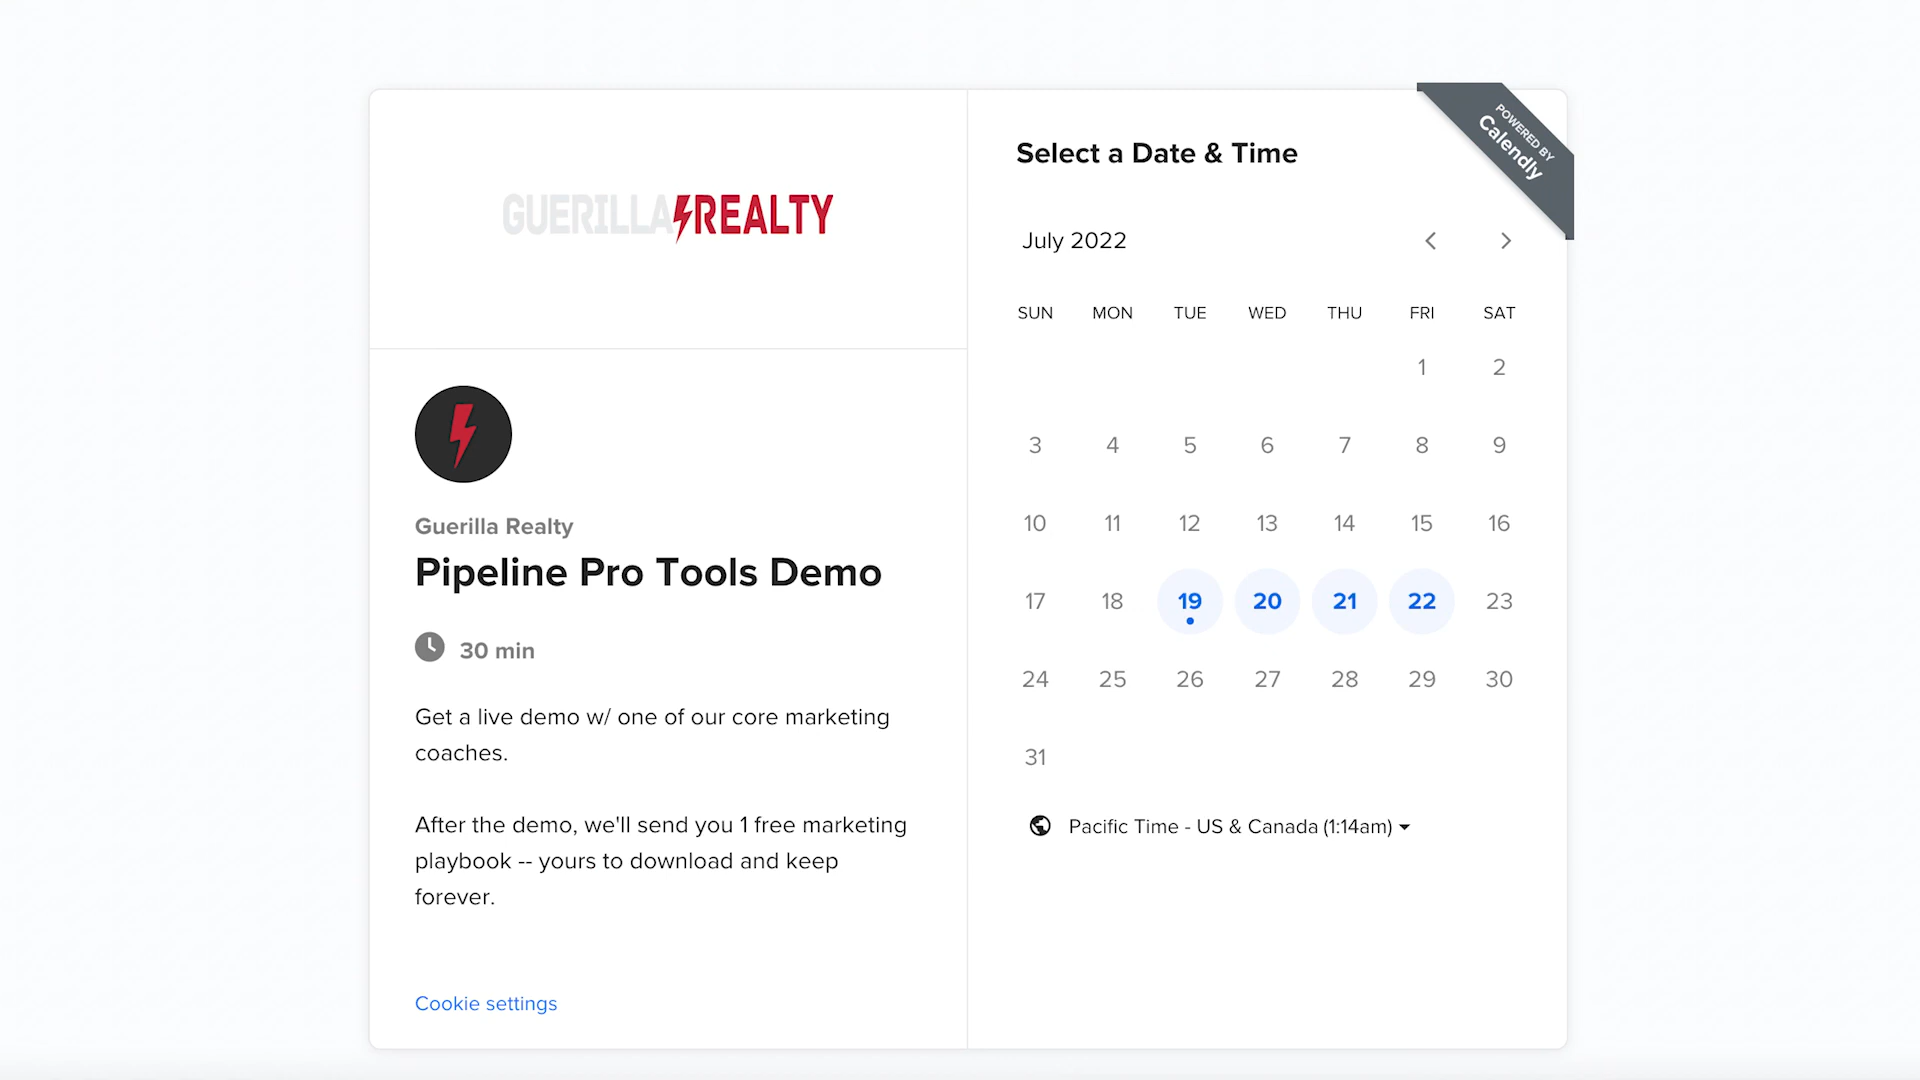 GUERILLA REALTY
Guerilla Realty
Pipeline Pro Tools Demo
30 min
Get a live demo w/ one of our core marketing
coaches.
After the demo, we'll send you 1 free marketing
playbook -- yours to download and keep
forever.
Cookie settings
POWERED BY
Calendly
Select a Date & Time
July 2022
SUN MON TUE WED THU FRI SAT
1 2
3 4 5 6 7 8 9
10 11 12 13 14 15 16
17 18 19 20 21 22 23
24 25 26 27 28 29 30
31
Pacific Time - US & Canada (1:14am)